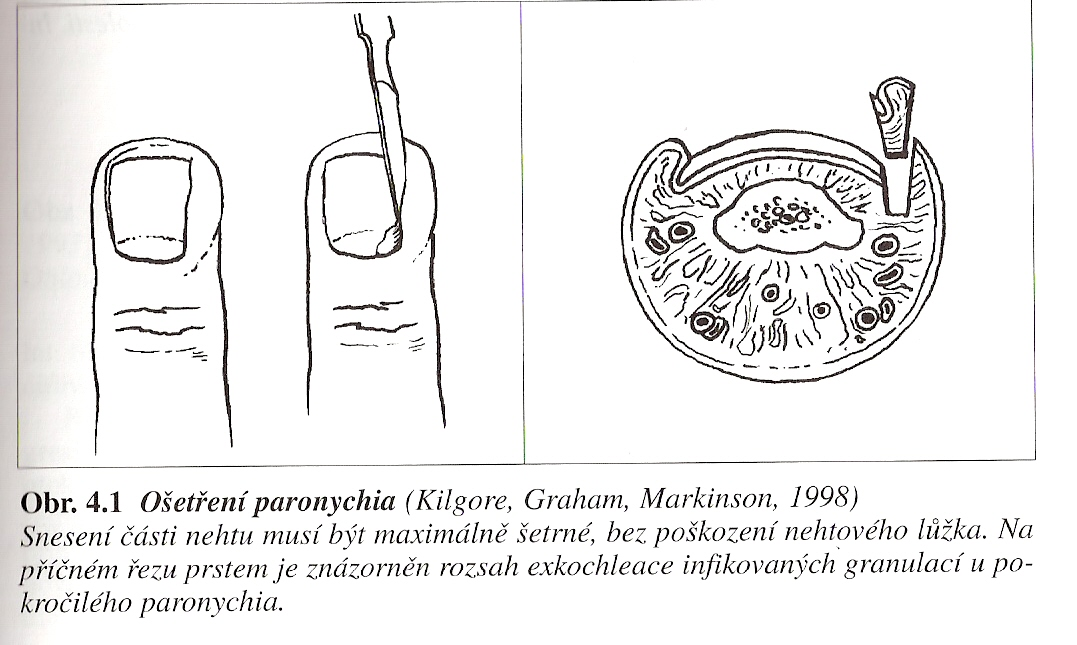 Obr. 4.1 Ošetření paronychia (Kilgore, Graham, Markinson, 1998)
Snesení části nehtu musí být maximálně šetrné, bez poškození nehtového lůžka. Na
příčném řezu prstem je znázorněn rozsah exkochleace infikovaných granulací u po-
kročilého paronychia.